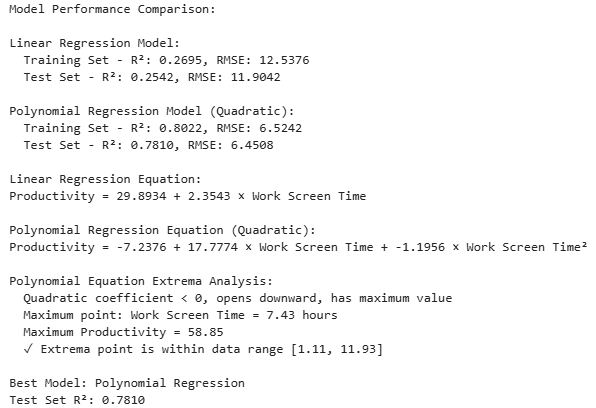 Model Performance Comparison:
Linear Regression Model:
Training Set - R²: 0.2695, RMSE: 12.5376
Test Set - R²: 0.2542, RMSE: 11.9042
Polynomial Regression Model (Quadratic):
Training Set - R²: 0.8022, RMSE: 6.5242
Test Set - R²: 0.7810, RMSE: 6.4508
Linear Regression Equation:
Productivity = 29.8934 + 2.3543 × Work Screen Time
Polynomial Regression Equation (Quadratic):
Productivity = -7.2376 + 17.7774 × Work Screen Time + -1.1956 × Work Screen Time²
Polynomial Equation Extrema Analysis:
Quadratic coefficient < 0, opens downward, has maximum value
Maximum point: Work Screen Time = 7.43 hours
Maximum Productivity = 58.85
✓ Extrema point is within data range [1.11, 11.93]
Best Model: Polynomial Regression
Test Set R²: 0.7810